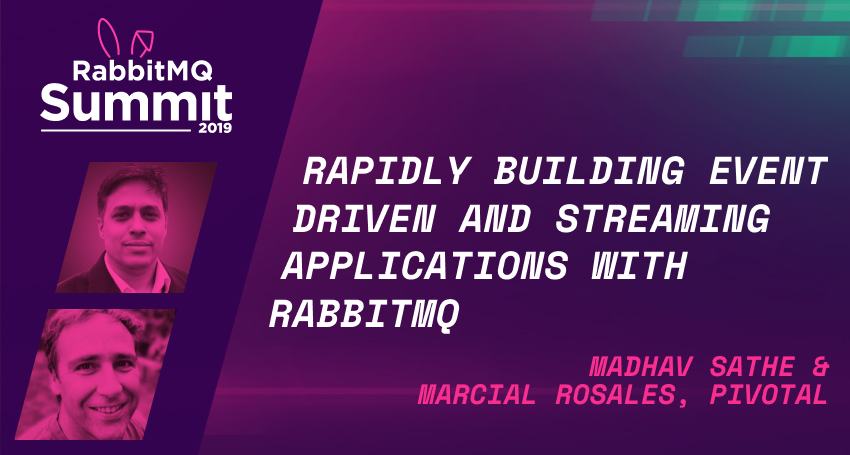 RabbitMQ
Summit
2019
RAPIDLY BUILDING EVENT
DRIVEN AND STREAMING
APPLICATIONS WITH
RABBITMQ
MADHAV SATHE &
MARCIAL ROSALES, PIVOTAL